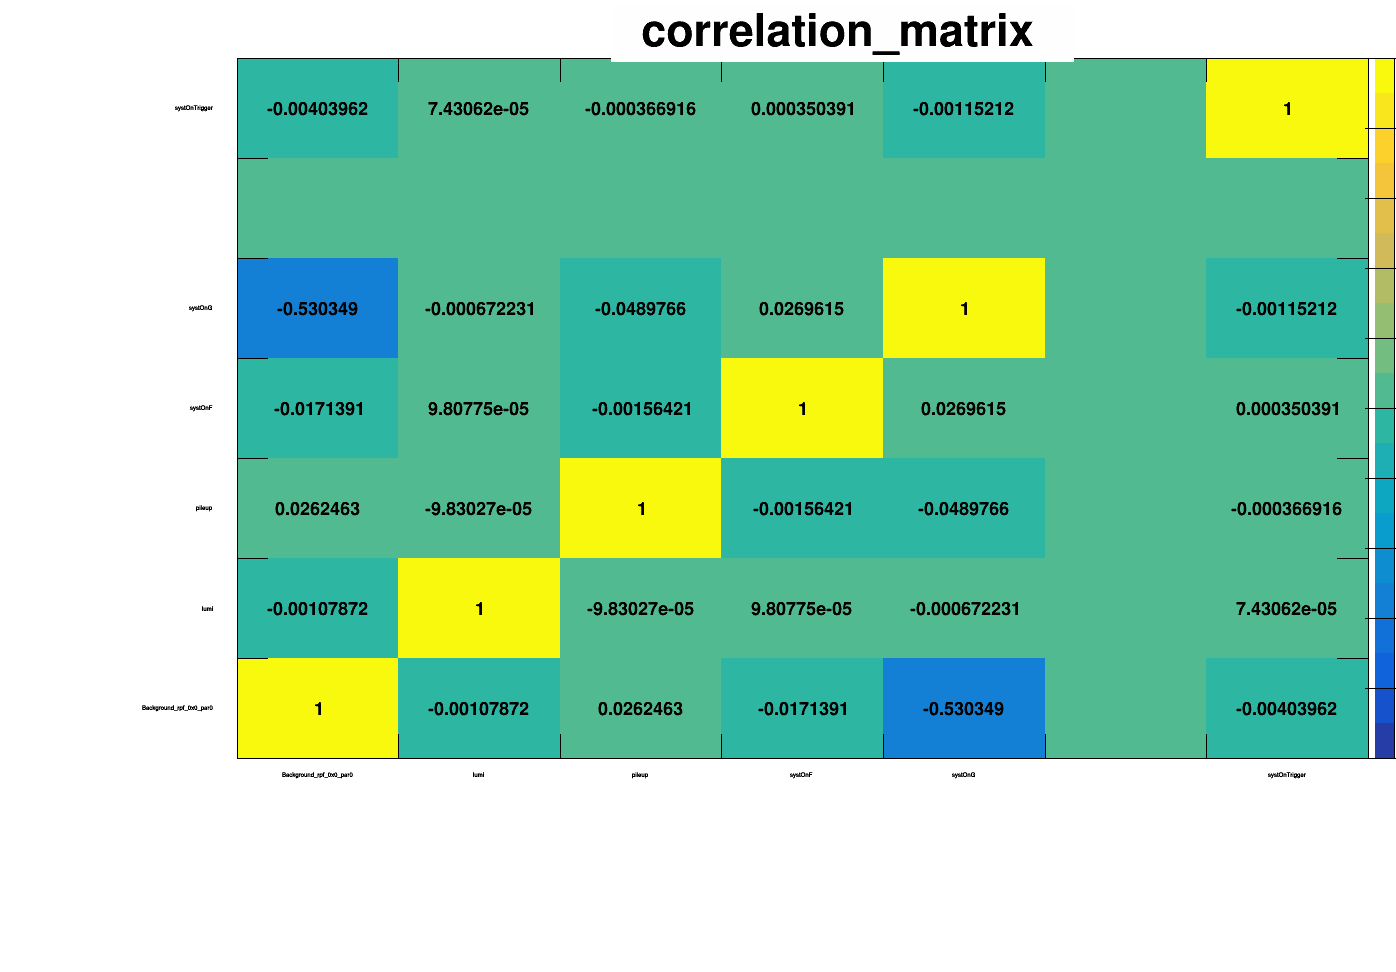 correlation_matrix
systOnTrigger -0.00403962 7.43062e-05 -0.000366916 0.000350391 -0.00115212 1
systOnG -0.530349 -0.000672231 -0.0489766 0.0269615 1 -0.00115212
systOnF -0.0171391 9.80775e-05 -0.00156421 1 0.0269615 0.000350391
pileup 0.0262463 -9.83027e-05 1 -0.00156421 -0.0489766 -0.000366916
lumi -0.00107872 1 -9.83027e-05 9.80775e-05 -0.000672231 7.43062e-05
Background_rpf_0x0_par0 1 -0.00107872 0.0262463 -0.0171391 -0.530349 -0.00403962
Background_rpf_0x0_par0 lumi pileup systOnF systOnG systOnTrigger